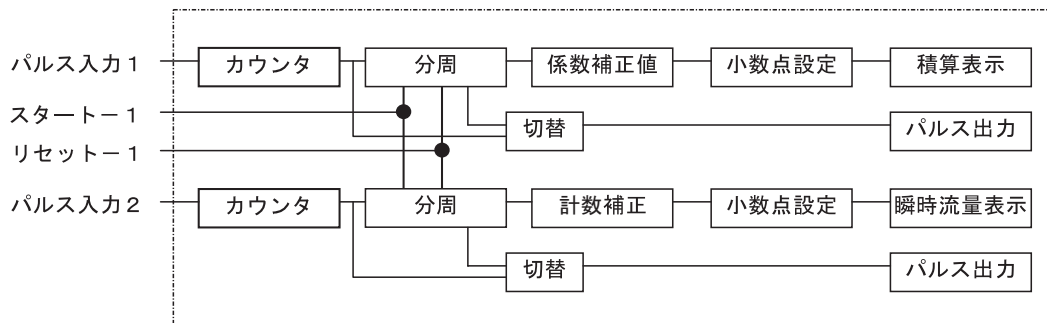 パルス入力1 カウンタ 分周 係数補正値 小数点設定 積算表示
スタートー1 切替 パルス出力
リセットー1
パルス入力2 カウンタ 分周 計数補正 小数点設定 瞬時流量表示
切替 パルス出力